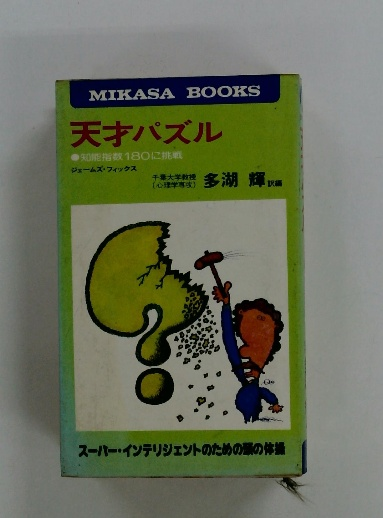 MIKASA BOOKS
天才パズル
●知能指数180に挑戦
ジェームズ・フィックス
千葉大学教授
[心理学専攻]
多湖 輝 訳編
スーパー・インテリジェントのための頭の体操